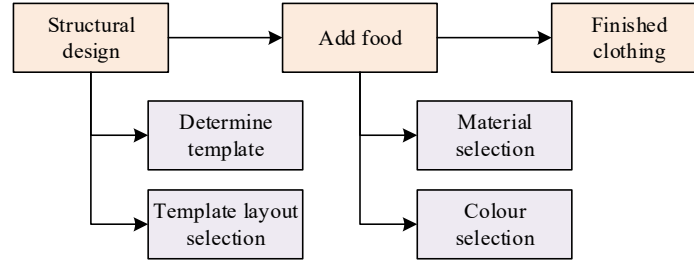 Structural
design
Add food
Finished
clothing
Determine
template
Material
selection
Template layout
selection
Colour
selection